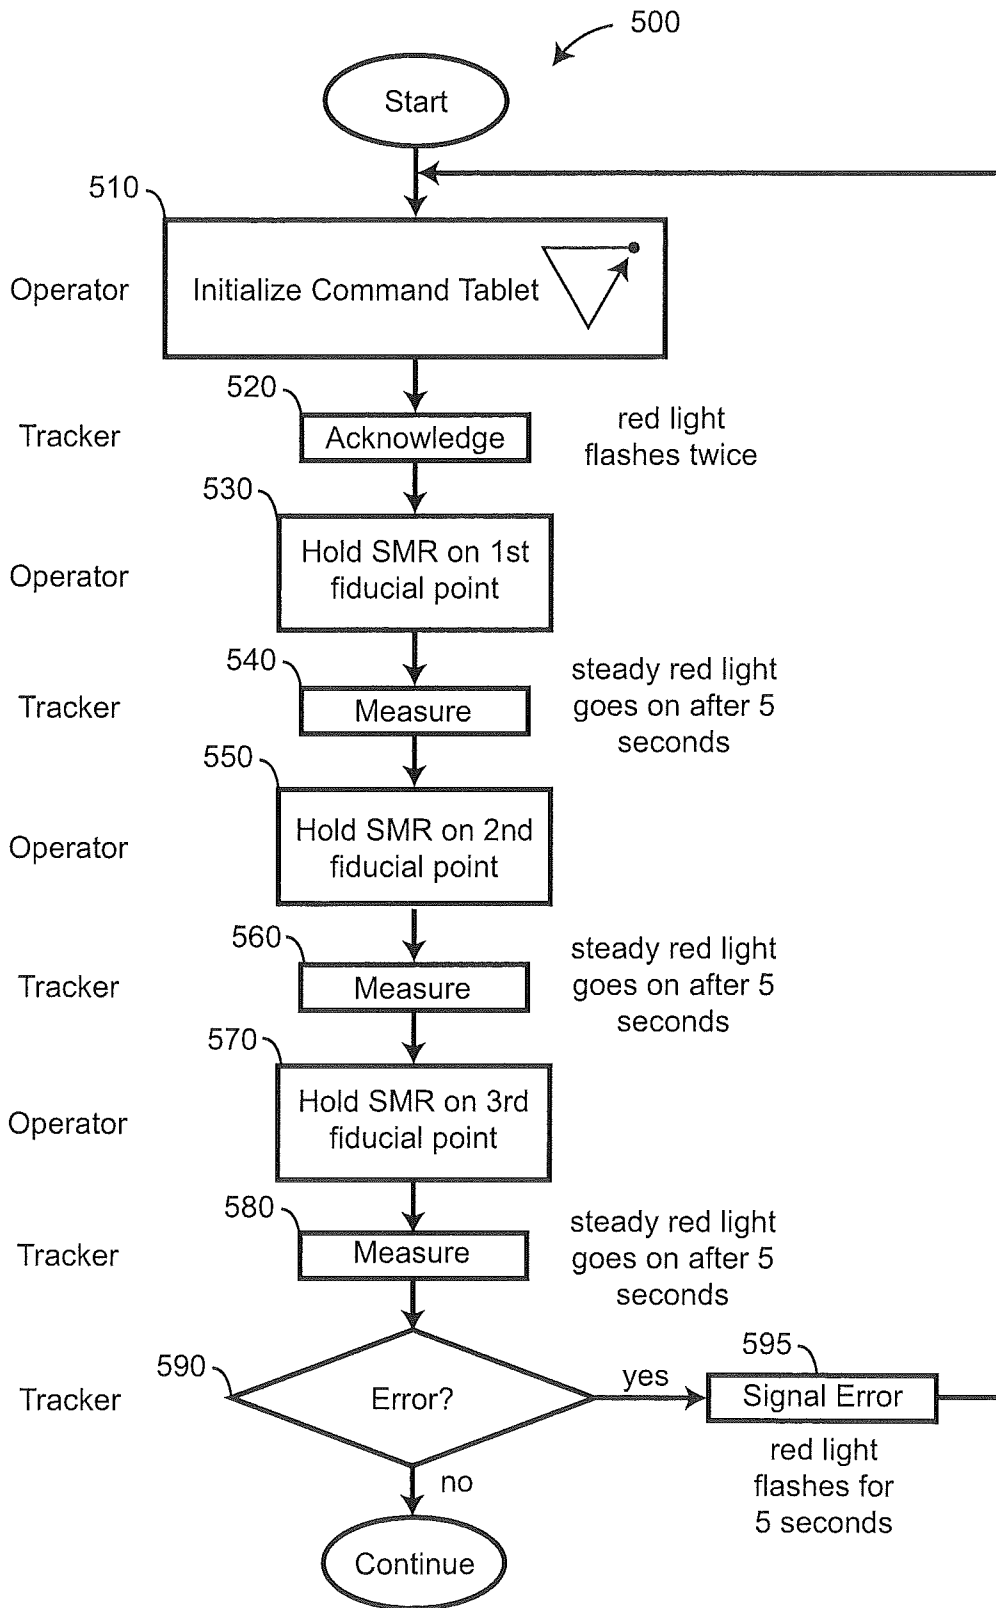 500
Start
510
Operator
Initialize Command Tablet
520
Tracker
Acknowledge
red light
flashes twice
530
Operator
Hold SMR on 1st
fiducial point
540
Tracker
Measure
steady red light
goes on after 5
seconds
550
Operator
Hold SMR on 2nd
fiducial point
560
Tracker
Measure
steady red light
goes on after 5
seconds
570
Operator
Hold SMR on 3rd
fiducial point
580
Tracker
Measure
steady red light
goes on after 5
seconds
590
Tracker
Error?
yes
595
Signal Error
red light
flashes for
5 seconds
no
Continue